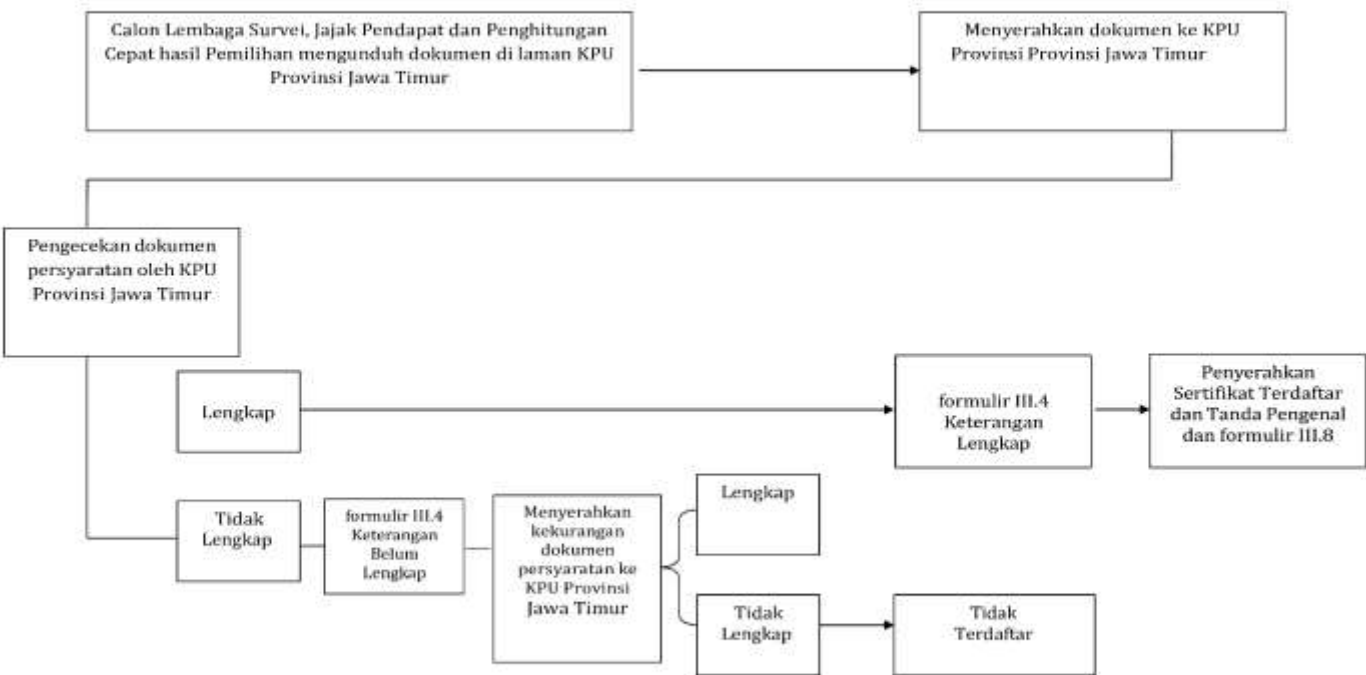 Calon Lembaga Survei, Jajak Pendapat dan Penghitungan
Cepat hasil Pemilihan mengunduh dokumen di laman KPU
Provinsi Jawa Timur
Menyerahkan dokumen ke KPU
Provinsi Provinsi Jawa Timur
Pengecekan dokumen
persyaratan oleh KPU
Provinsi Jawa Timur
Lengkap
formulir III.4
Keterangan
Lengkap
Penyerahkan
Sertifikat Terdaftar
dan Tanda Pengenal
dan formulir III.8
Tidak
Lengkap
formulir III.4
Keterangan
Belum
Lengkap
Menyerahkan
kekurangan
dokumen
persyaratan ke
KPU Provinsi
Jawa Timur
Lengkap
Tidak
Lengkap
Tidak
Terdaftar